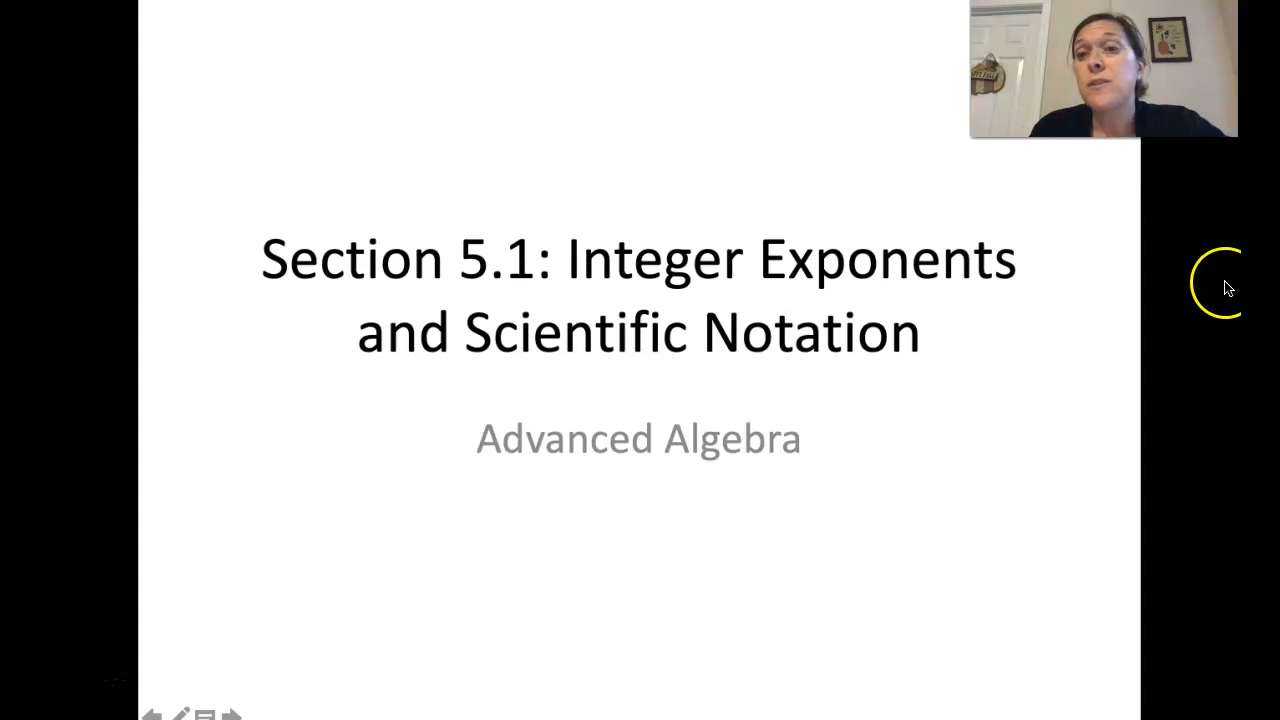 Section 5.1: Integer Exponents
and Scientific Notation
Advanced Algebra